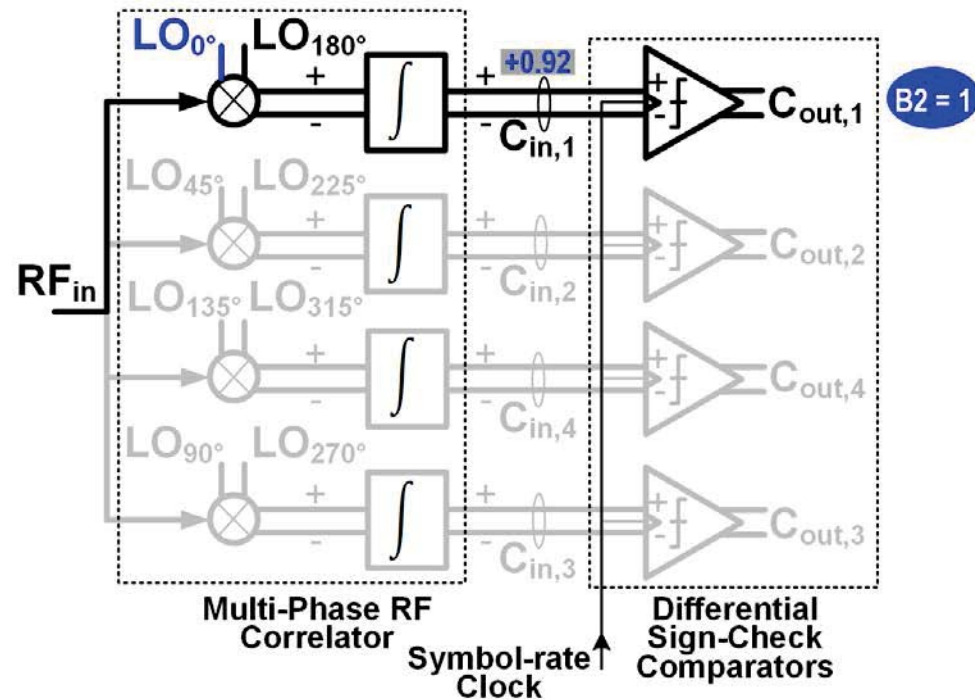 LO0° LO180°
+ + +0.92 +
- - Cin,1 - Cout,1 B2 = 1
LO45° LO225°
+ + +
- - Cin,2 - Cout,2
RFin
LO135° LO315°
+ + +
- - Cin,4 - Cout,4
LO90° LO270°
+ + +
- - Cin,3 - Cout,3
∫
∫
∫
∫
Multi-Phase RF
Correlator
Symbol-rate
Clock
Differential
Sign-Check
Comparators